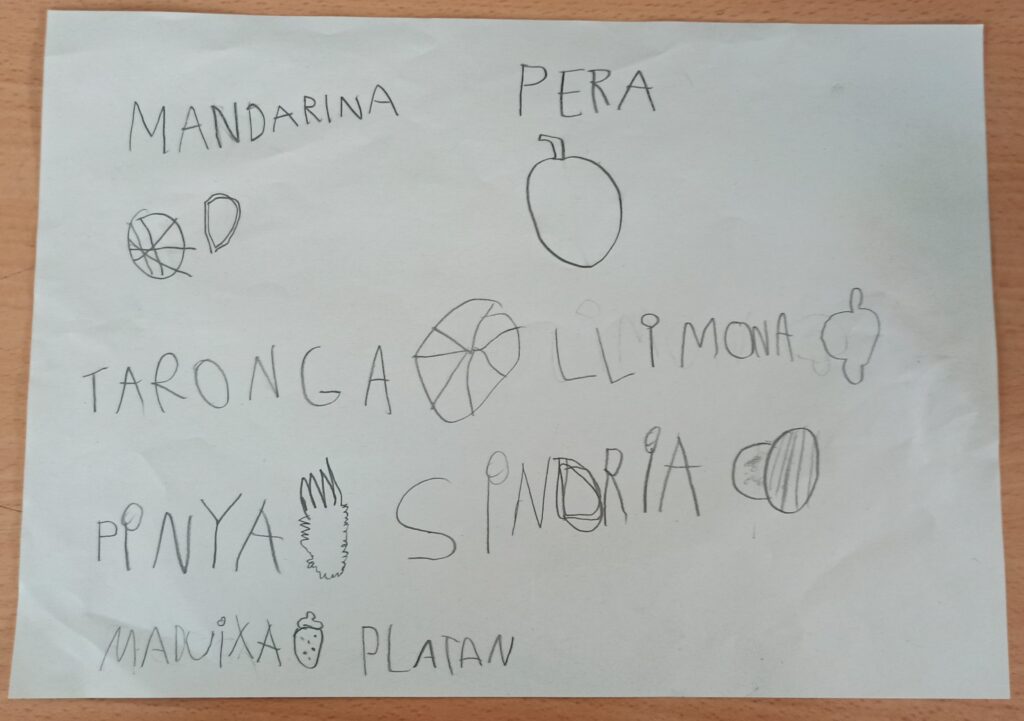 MANDARINA PERA
TARONGA LLiMONA
PiNYA SiNDRiA
MADUiXA PLATAN